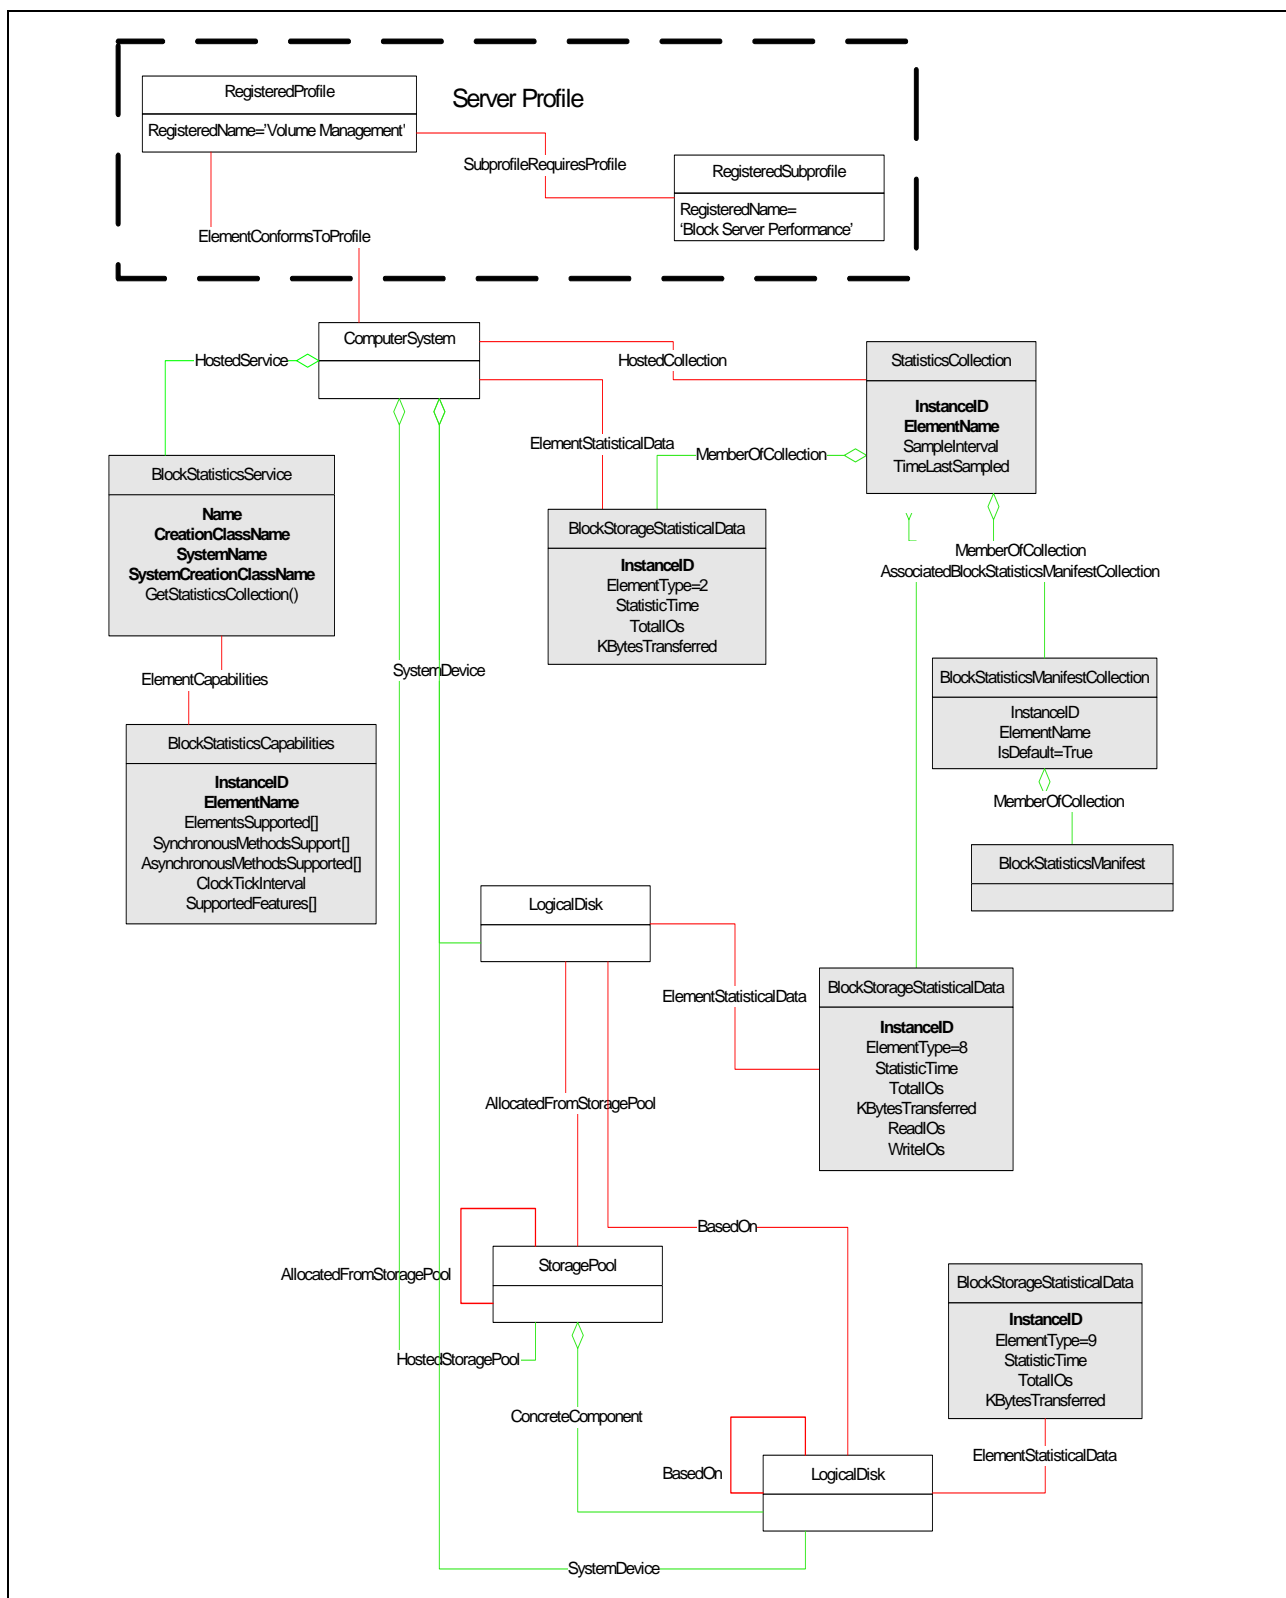 RegisteredProfile
Server Profile
RegisteredName='Volume Management'
SubprofileRequiresProfile
RegisteredSubprofile
RegisteredName=
'Block Server Performance'
ElementConformsToProfile
ComputerSystem
HostedService
HostedCollection
StatisticsCollection
InstanceID
ElementName
SampleInterval
TimeLastSampled
ElementStatisticalData
MemberOfCollection
BlockStatisticsService
Name
CreationClassName
SystemName
SystemCreationClassName
GetStatisticsCollection()
BlockStorageStatisticalData
InstanceID
ElementType=2
StatisticTime
TotalIOs
KBytesTransferred
MemberOfCollection
AssociatedBlockStatisticsManifestCollection
SystemDevice
ElementCapabilities
BlockStatisticsManifestCollection
InstanceID
ElementName
IsDefault=True
BlockStatisticsCapabilities
InstanceID
ElementName
ElementsSupported[]
SynchronousMethodsSupport[]
AsynchronousMethodsSupported[]
ClockTickInterval
SupportedFeatures[]
MemberOfCollection
BlockStatisticsManifest
LogicalDisk
ElementStatisticalData
BlockStorageStatisticalData
InstanceID
ElementType=8
StatisticTime
TotalIOs
KBytesTransferred
ReadIOs
WriteIOs
AllocatedFromStoragePool
BasedOn
StoragePool
AllocatedFromStoragePool
HostedStoragePool
BlockStorageStatisticalData
InstanceID
ElementType=9
StatisticTime
TotalIOs
KBytesTransferred
ConcreteComponent
ElementStatisticalData
BasedOn
LogicalDisk
SystemDevice